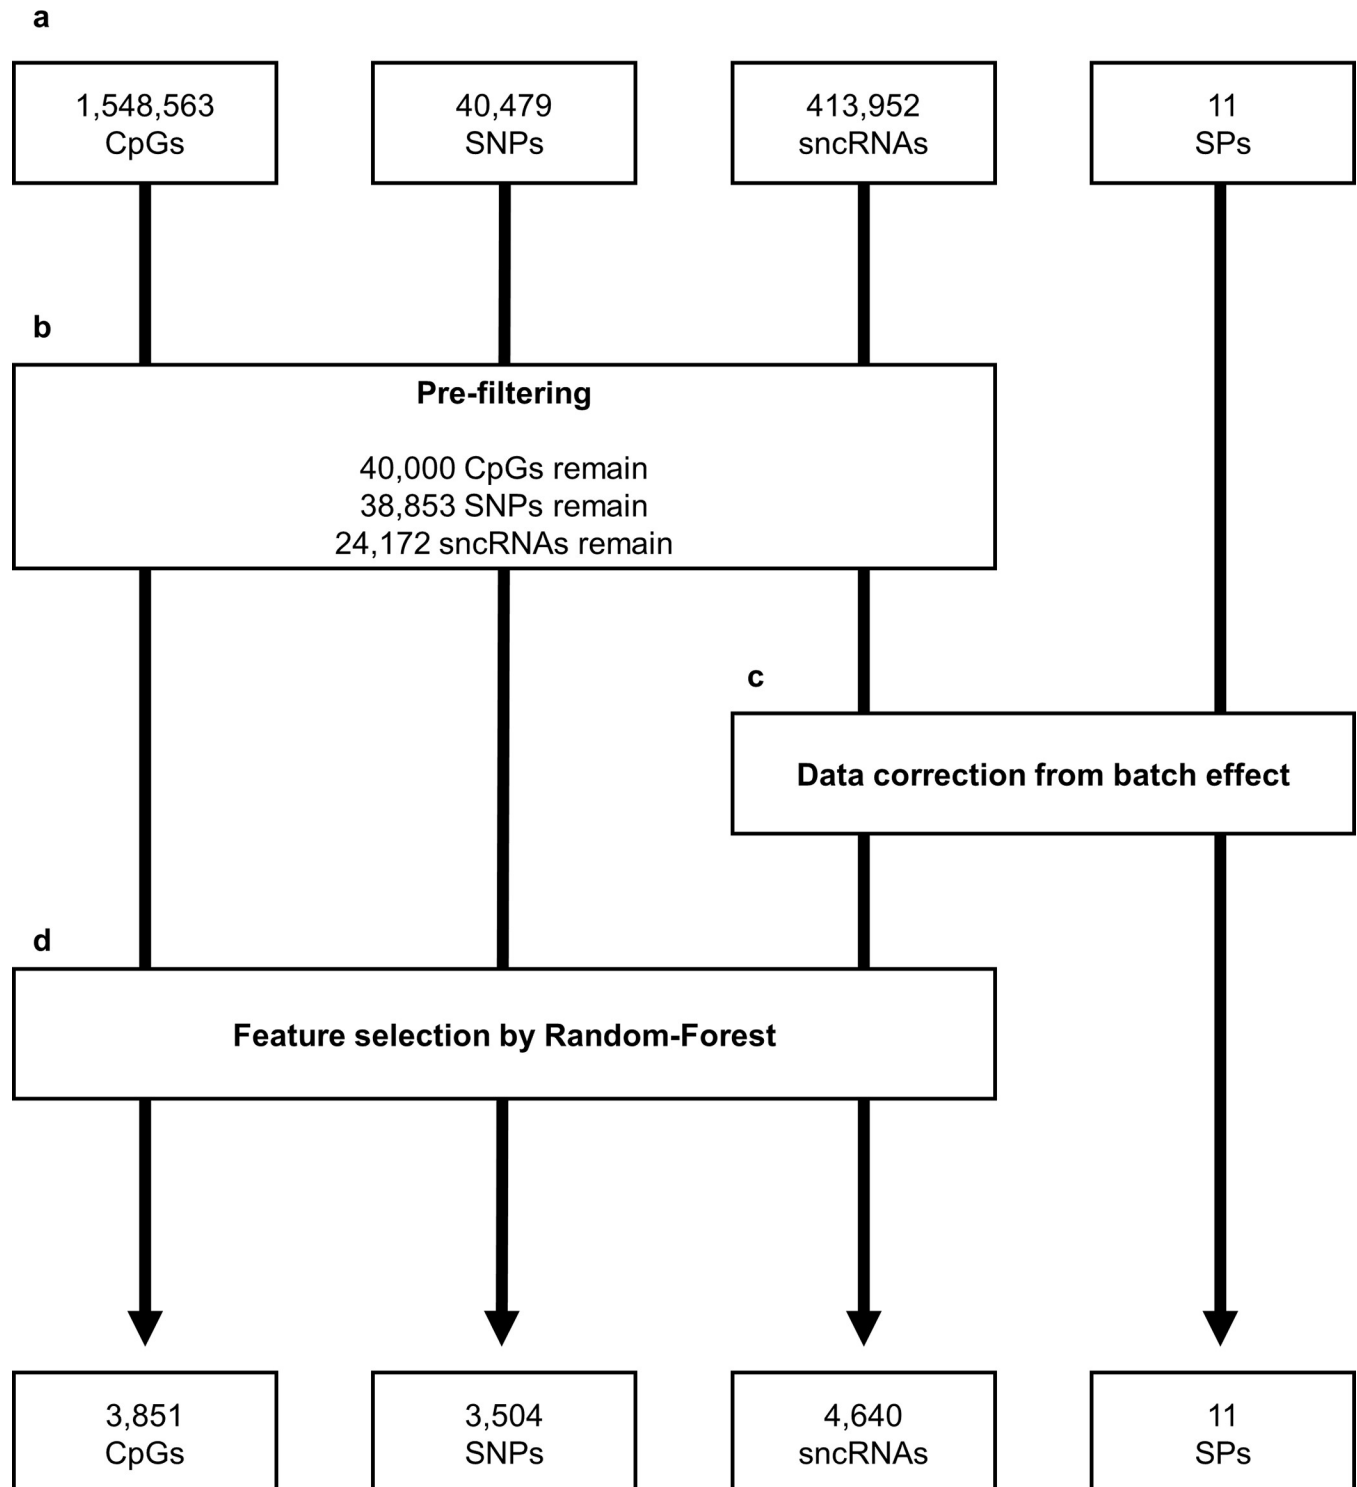 a
1,548,563
CpGs
40,479
SNPs
413,952
sncRNAs
11
SPs
b
Pre-filtering
40,000 CpGs remain
38,853 SNPs remain
24,172 sncRNAs remain
c
Data correction from batch effect
d
Feature selection by Random-Forest
3,851
CpGs
3,504
SNPs
4,640
sncRNAs
11
SPs